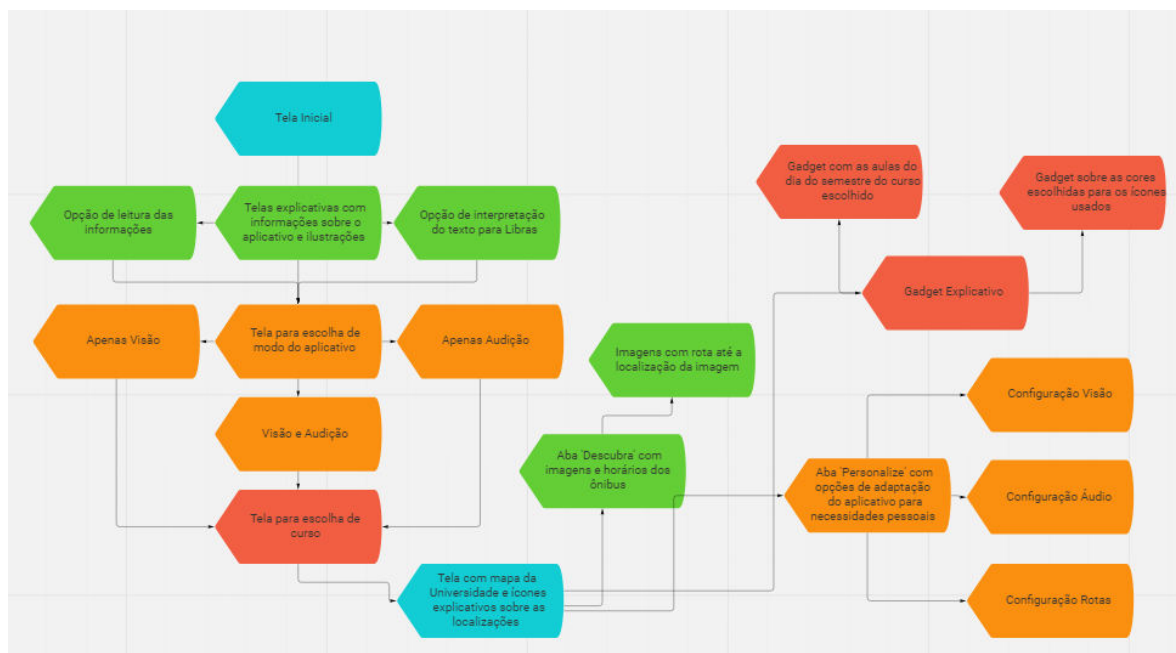 Tela Inicial
Opção de leitura das
informações
Telas explicativas com
informações sobre o
aplicativo e ilustrações
Opção de interpretação
do texto para Libras
Apenas Visão
Tela para escolha de
modo do aplicativo
Apenas Audição
Visão e Audição
Tela para escolha de
curso
Tela com mapa da
Universidade e ícones
explicativos sobre as
localizações
Imagens com rota até a
localização da imagem
Aba 'Descubra' com
imagens e horários dos
ônibus
Gadget com as aulas do
dia do semestre do curso
escolhido
Gadget sobre as cores
escolhidas para os ícones
usados
Gadget Explicativo
Aba 'Personalize' com
opções de adaptação
do aplicativo para
necessidades pessoais
Configuração Visão
Configuração Áudio
Configuração Rotas